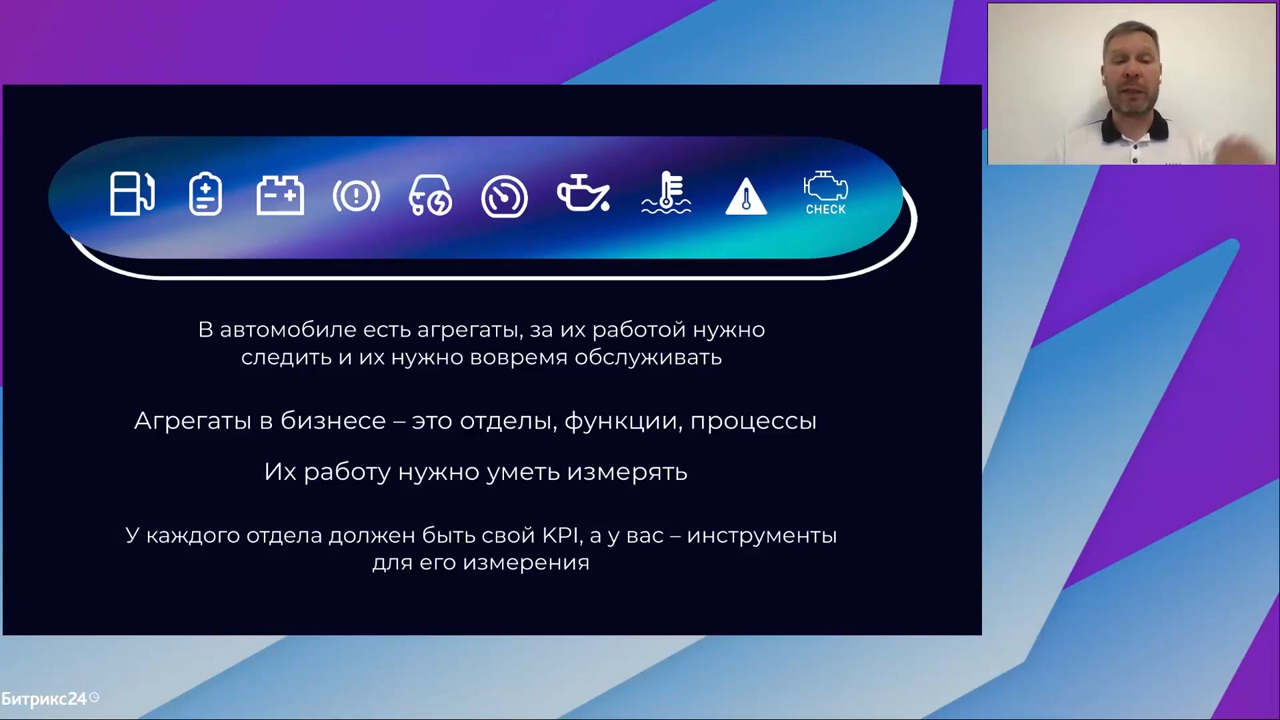 CHECK
В автомобиле есть агрегаты, за их работой нужно
следить и их нужно вовремя обслуживать
Агрегаты в бизнесе – это отделы, функции, процессы
Их работу нужно уметь измерять
У каждого отдела должен быть свой KPI, а у вас – инструменты
для его измерения
Битрикс24